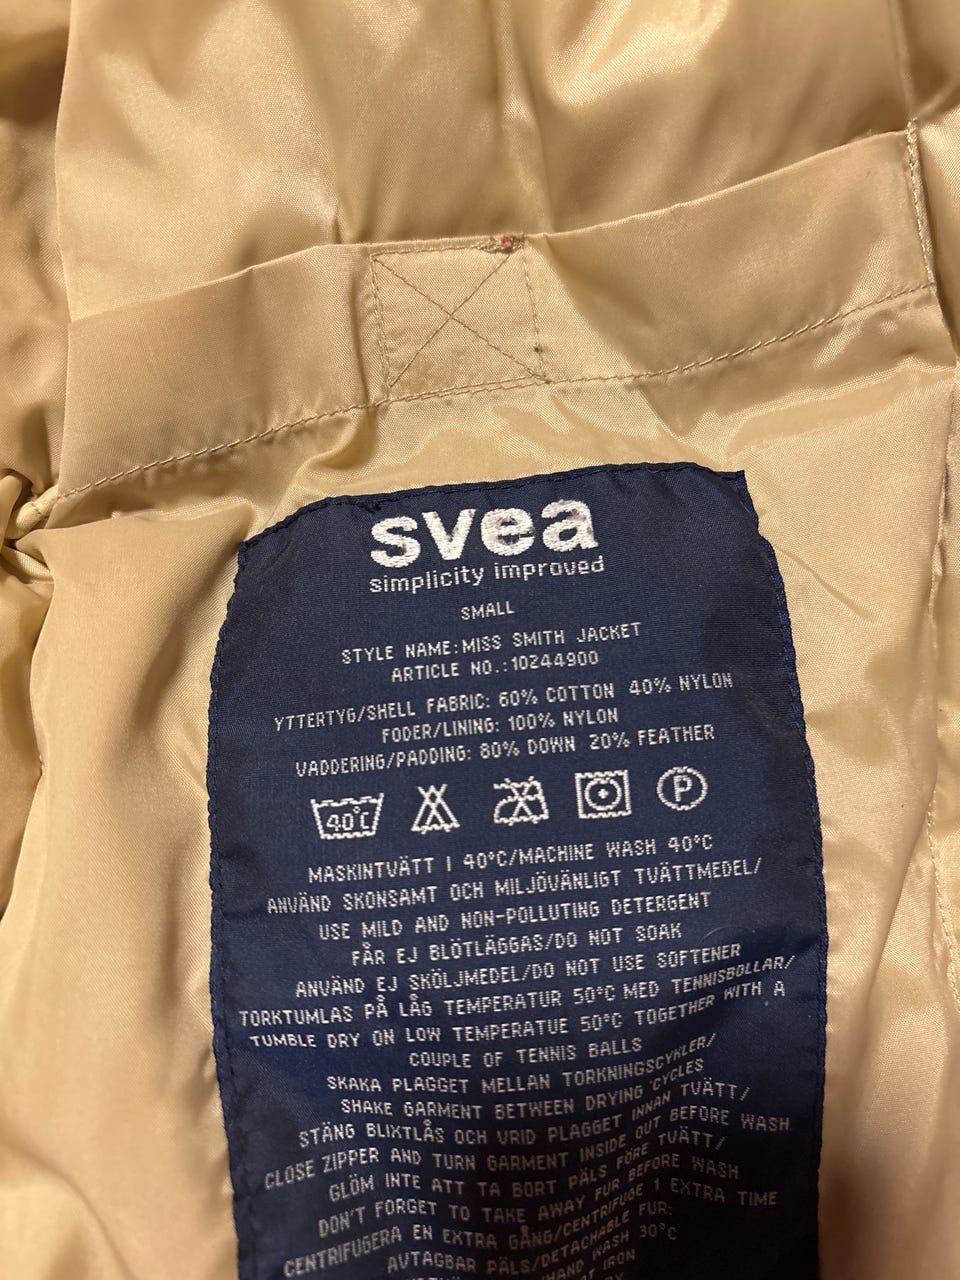 svea
simplicity improved
SMALL
STYLE NAME:MISS SMITH JACKET
ARTICLE NO.:10244900
YTTERTYG/SHELL FABRIC: 60% COTTON 40% NYLON
FODER/LINING: 100% NYLON
VADDERING/PADDING: 80% DOWN 20% FEATHER
40°C P
MASKINTVÄTT I 40°C/MACHINE WASH 40°C
ANVÄND SKONSAMT OCH MILJÖVÄNLIGT TVÄTTMEDEL/
USE MILD AND NON-POLLUTING DETERGENT
FÅR EJ BLÖTLÄGGAS/DO NOT SOAK
ANVÄND EJ SKÖLJMEDEL/DO NOT USE SOFTENER
TORKTUMLAS PÅ LÅG TEMPERATUR 50°C MED TENNISBOLLAR/
TUMBLE DRY ON LOW TEMPERATUE 50°C TOGETHER WITH A
COUPLE OF TENNIS BALLS
SKAKA PLAGGET MELLAN TORKNINGSCYKLER/
SHAKE GARMENT BETWEEN DRYING CYCLES
STÄNG BLIXTLÅS OCH VRID PLAGGET INNAN TVÄTT/
CLOSE ZIPPER AND TURN GARMENT INSIDE OUT BEFORE WASH
GLÖM INTE ATT TA BORT PÄLS FÖRE TVÄTT/
DON'T FORGET TO TAKE AWAY FUR BEFORE WASH
CENTRIFUGERA EN EXTRA GÅNG/CENTRIFUGE 1 EXTRA TIME
AVTAGBAR PÄLS/DETACHABLE FUR:
/HAND WASH 30°C
IRON